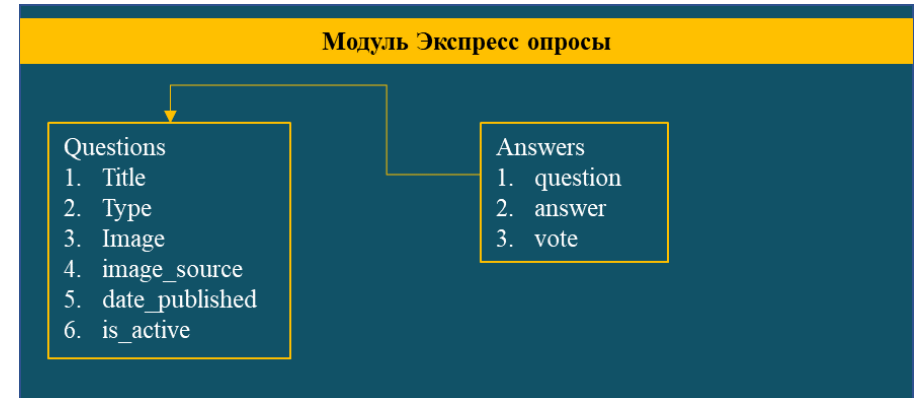 Модуль Экспресс опросы
Questions
1. Title
2. Type
3. Image
4. image_source
5. date_published
6. is_active
Answers
1. question
2. answer
3. vote